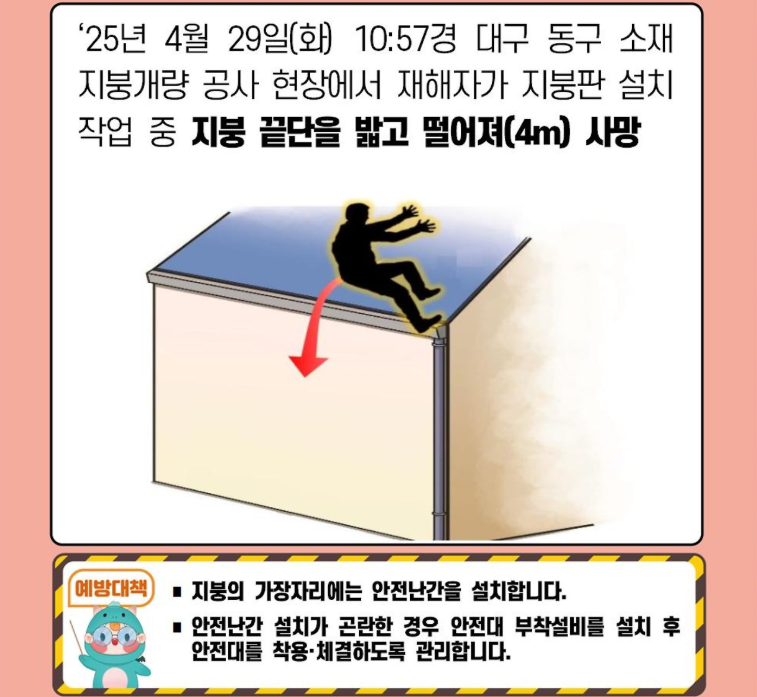 ‘25년 4월 29일(화) 10:57경 대구 동구 소재
지붕개량 공사 현장에서 재해자가 지붕판 설치
작업 중 지붕 끝단을 밟고 떨어져(4m) 사망
예방대책
▪ 지붕의 가장자리에는 안전난간을 설치합니다.
▪ 안전난간 설치가 곤란한 경우 안전대 부착설비를 설치 후
안전대를 착용·체결하도록 관리합니다.